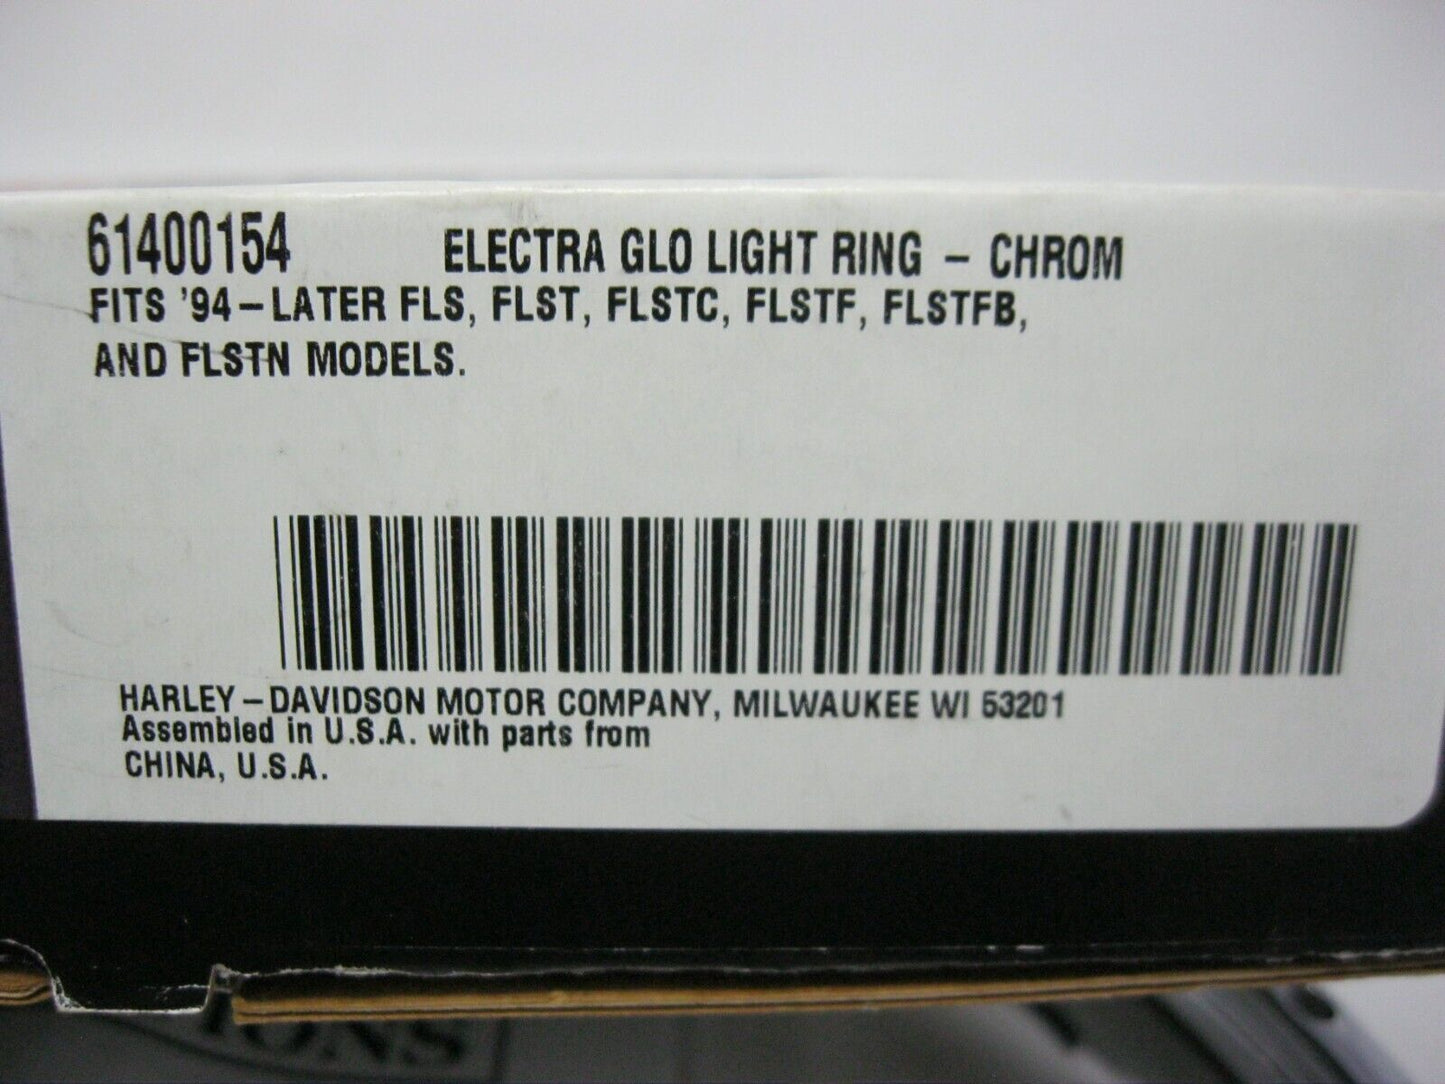 61400154 ELECTRA GLO LIGHT RING – CHROM
FITS '94–LATER FLS, FLST, FLSTC, FLSTF, FLSTFB,
AND FLSTN MODELS.
HARLEY–DAVIDSON MOTOR COMPANY, MILWAUKEE WI 53201
Assembled in U.S.A. with parts from
CHINA, U.S.A.
IONS